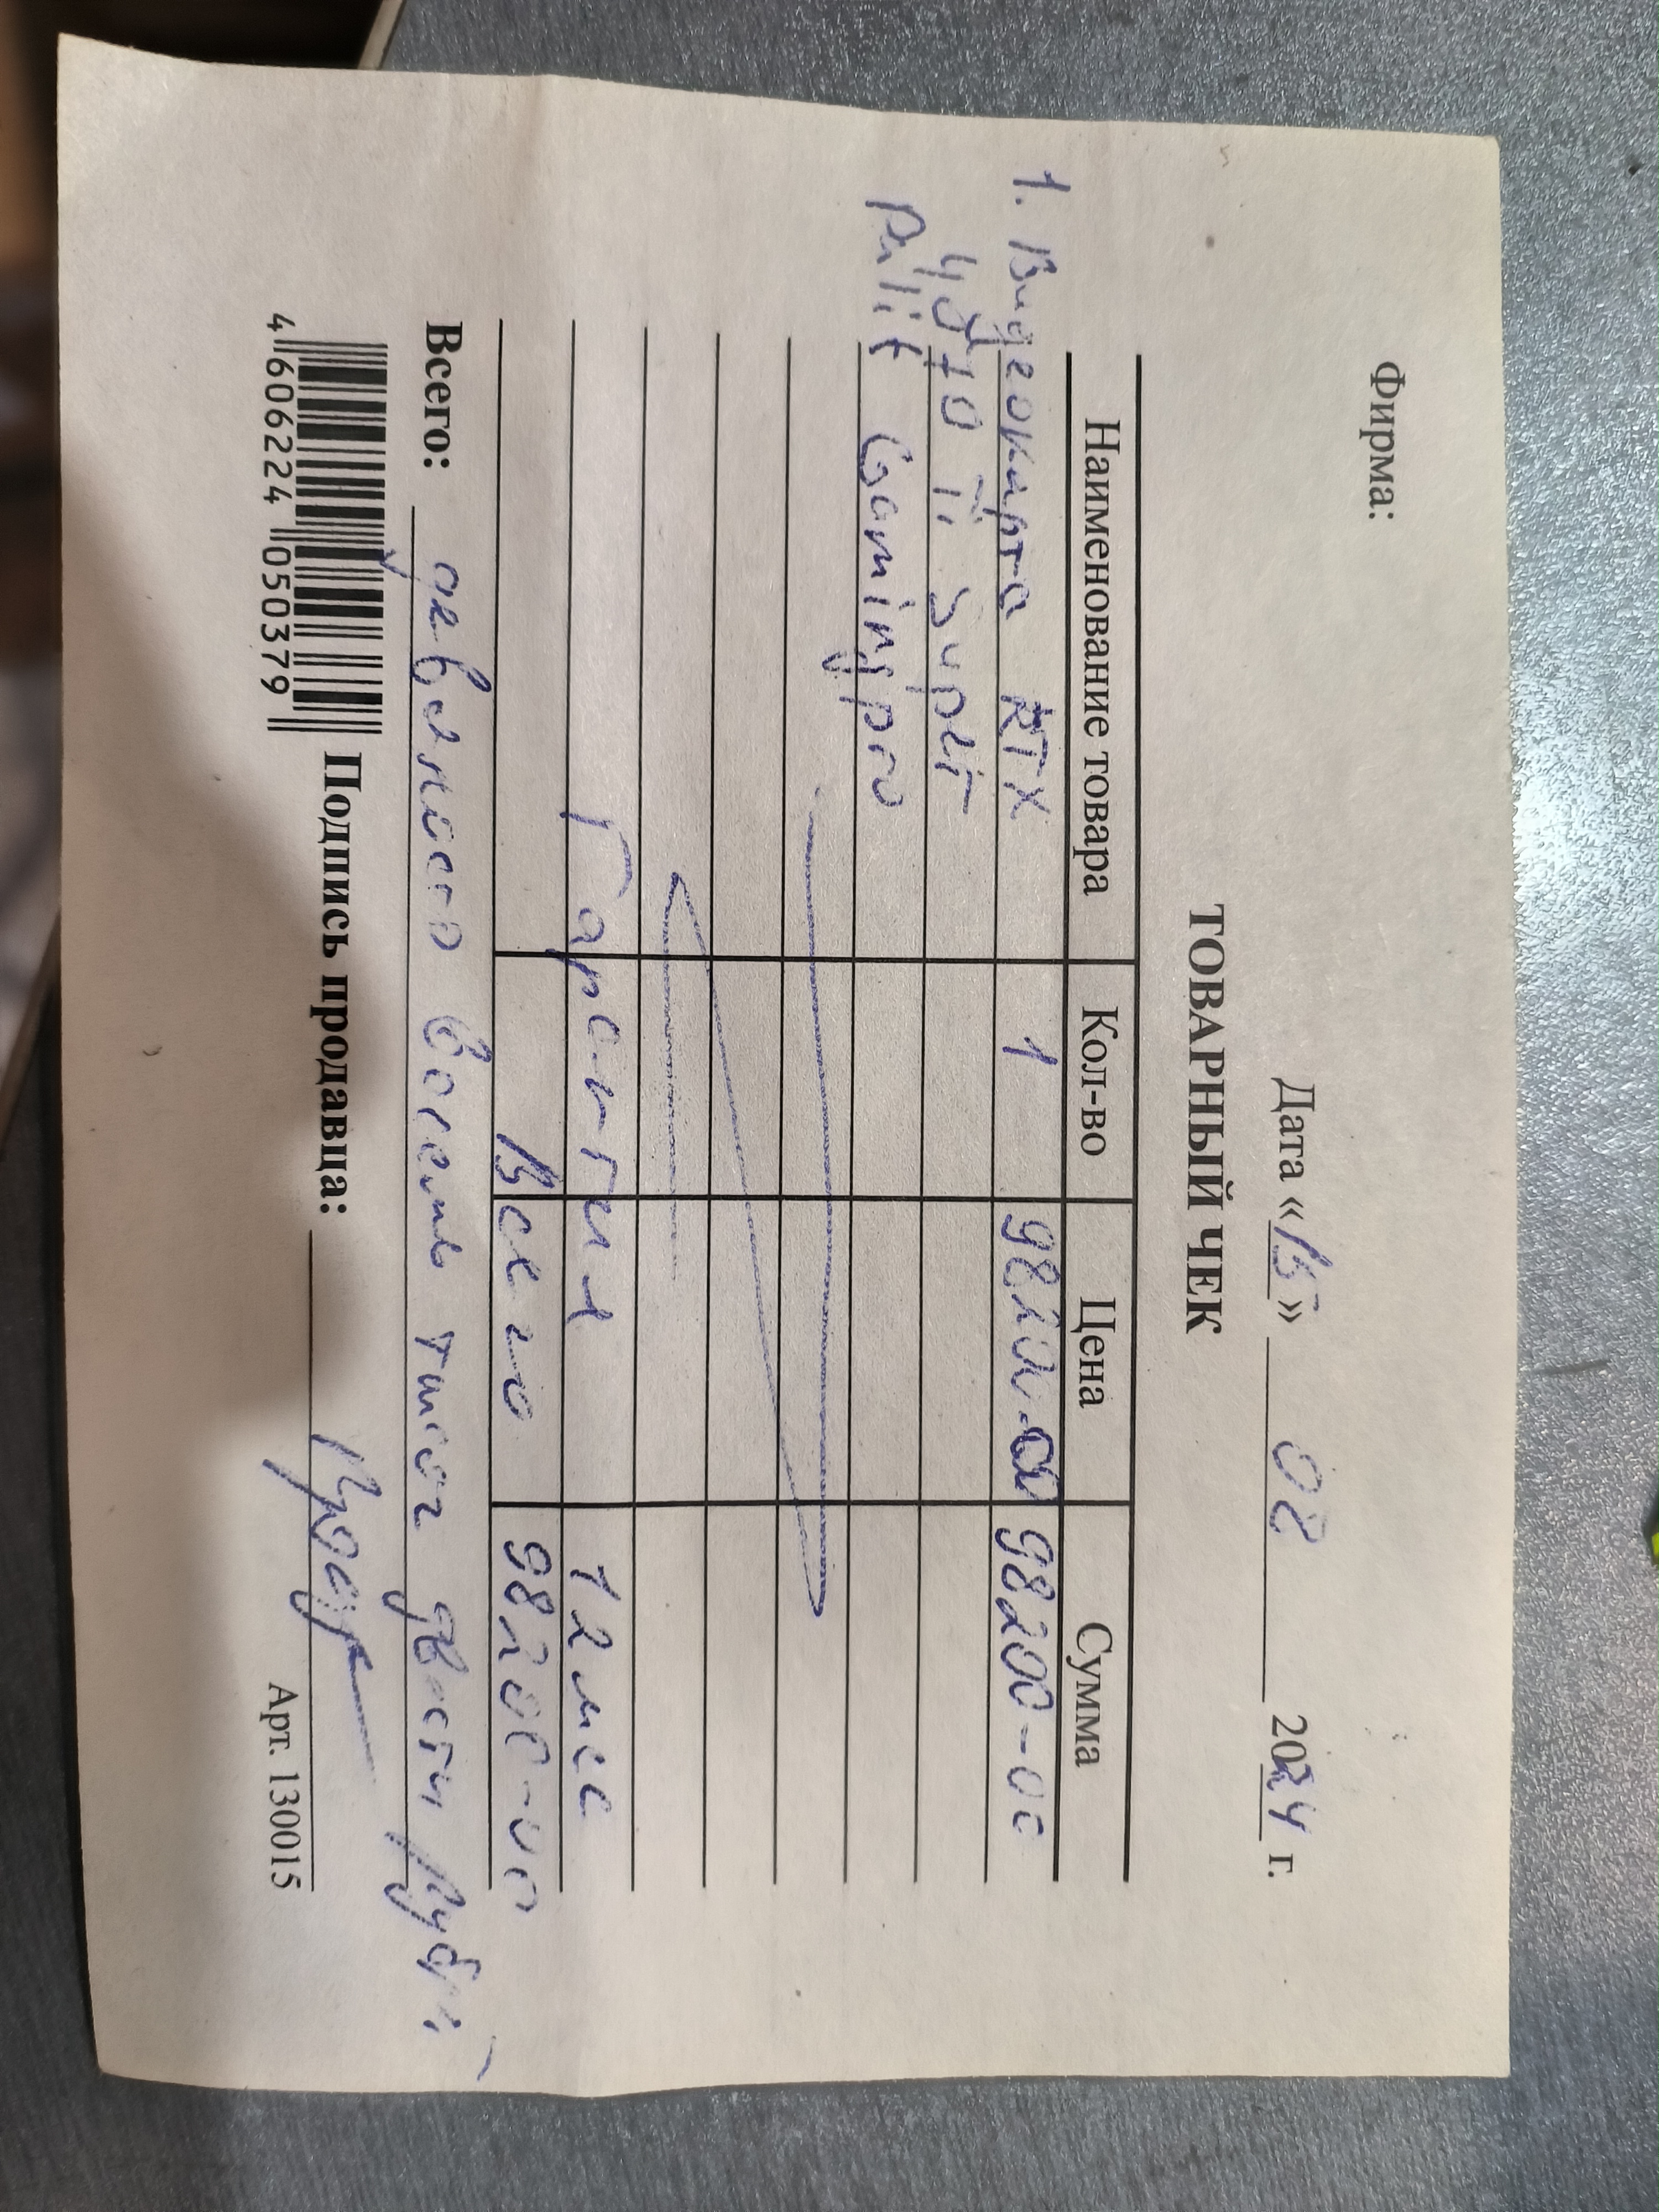 Фирма:
Дата «15» 02 2024 г.
ТОВАРНЫЙ ЧЕК
Наименование товара Кол-во Цена Сумма
1. Видеокарта RTX 1 98200-00 98200-00
4070 Ti Super
Palit Gamingpro
Гарантия 12 мес
Всего 98200-00
Всего: девяносто восемь тысяч двести рублей
4 606224 050379 Подпись продавца:
Арт. 130015